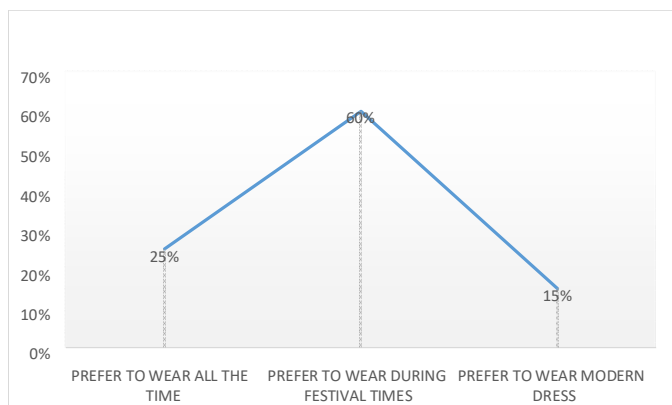 70%
60%
50%
40%
30%
20%
10%
0%
25%
60%
15%
PREFER TO WEAR ALL THE
TIME
PREFER TO WEAR DURING
FESTIVAL TIMES
PREFER TO WEAR MODERN
DRESS